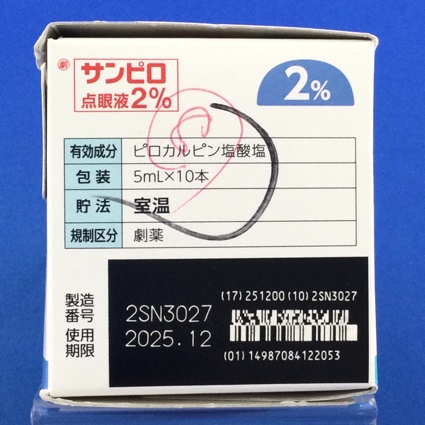 劇 サンピロ
点眼液2%
2%
有効成分 ピロカルピン塩酸塩
包装 5mL×10本
貯法 室温
規制区分 劇薬
製造番号 2SN3027
使用期限 2025.12
(17) 251200 (10) 2SN3027
(01) 14987084122053